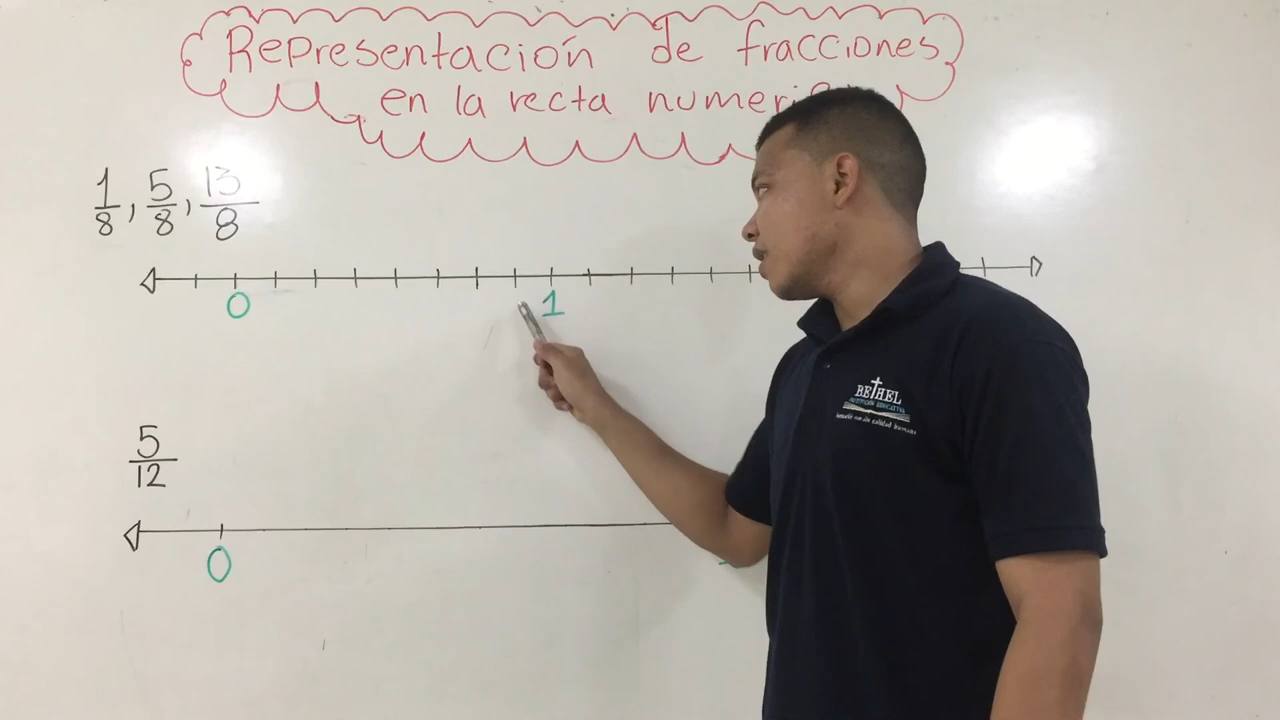 Representación de fracciones
en la recta
1/8, 5/8, 13/8
0 1
5/12
0
BETHEL